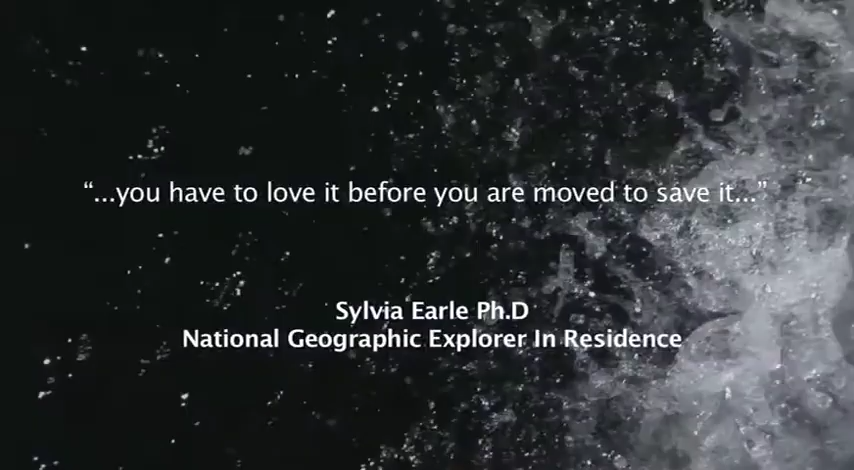 “...you have to love it before you are moved to save it...”
Sylvia Earle Ph.D
National Geographic Explorer In Residence